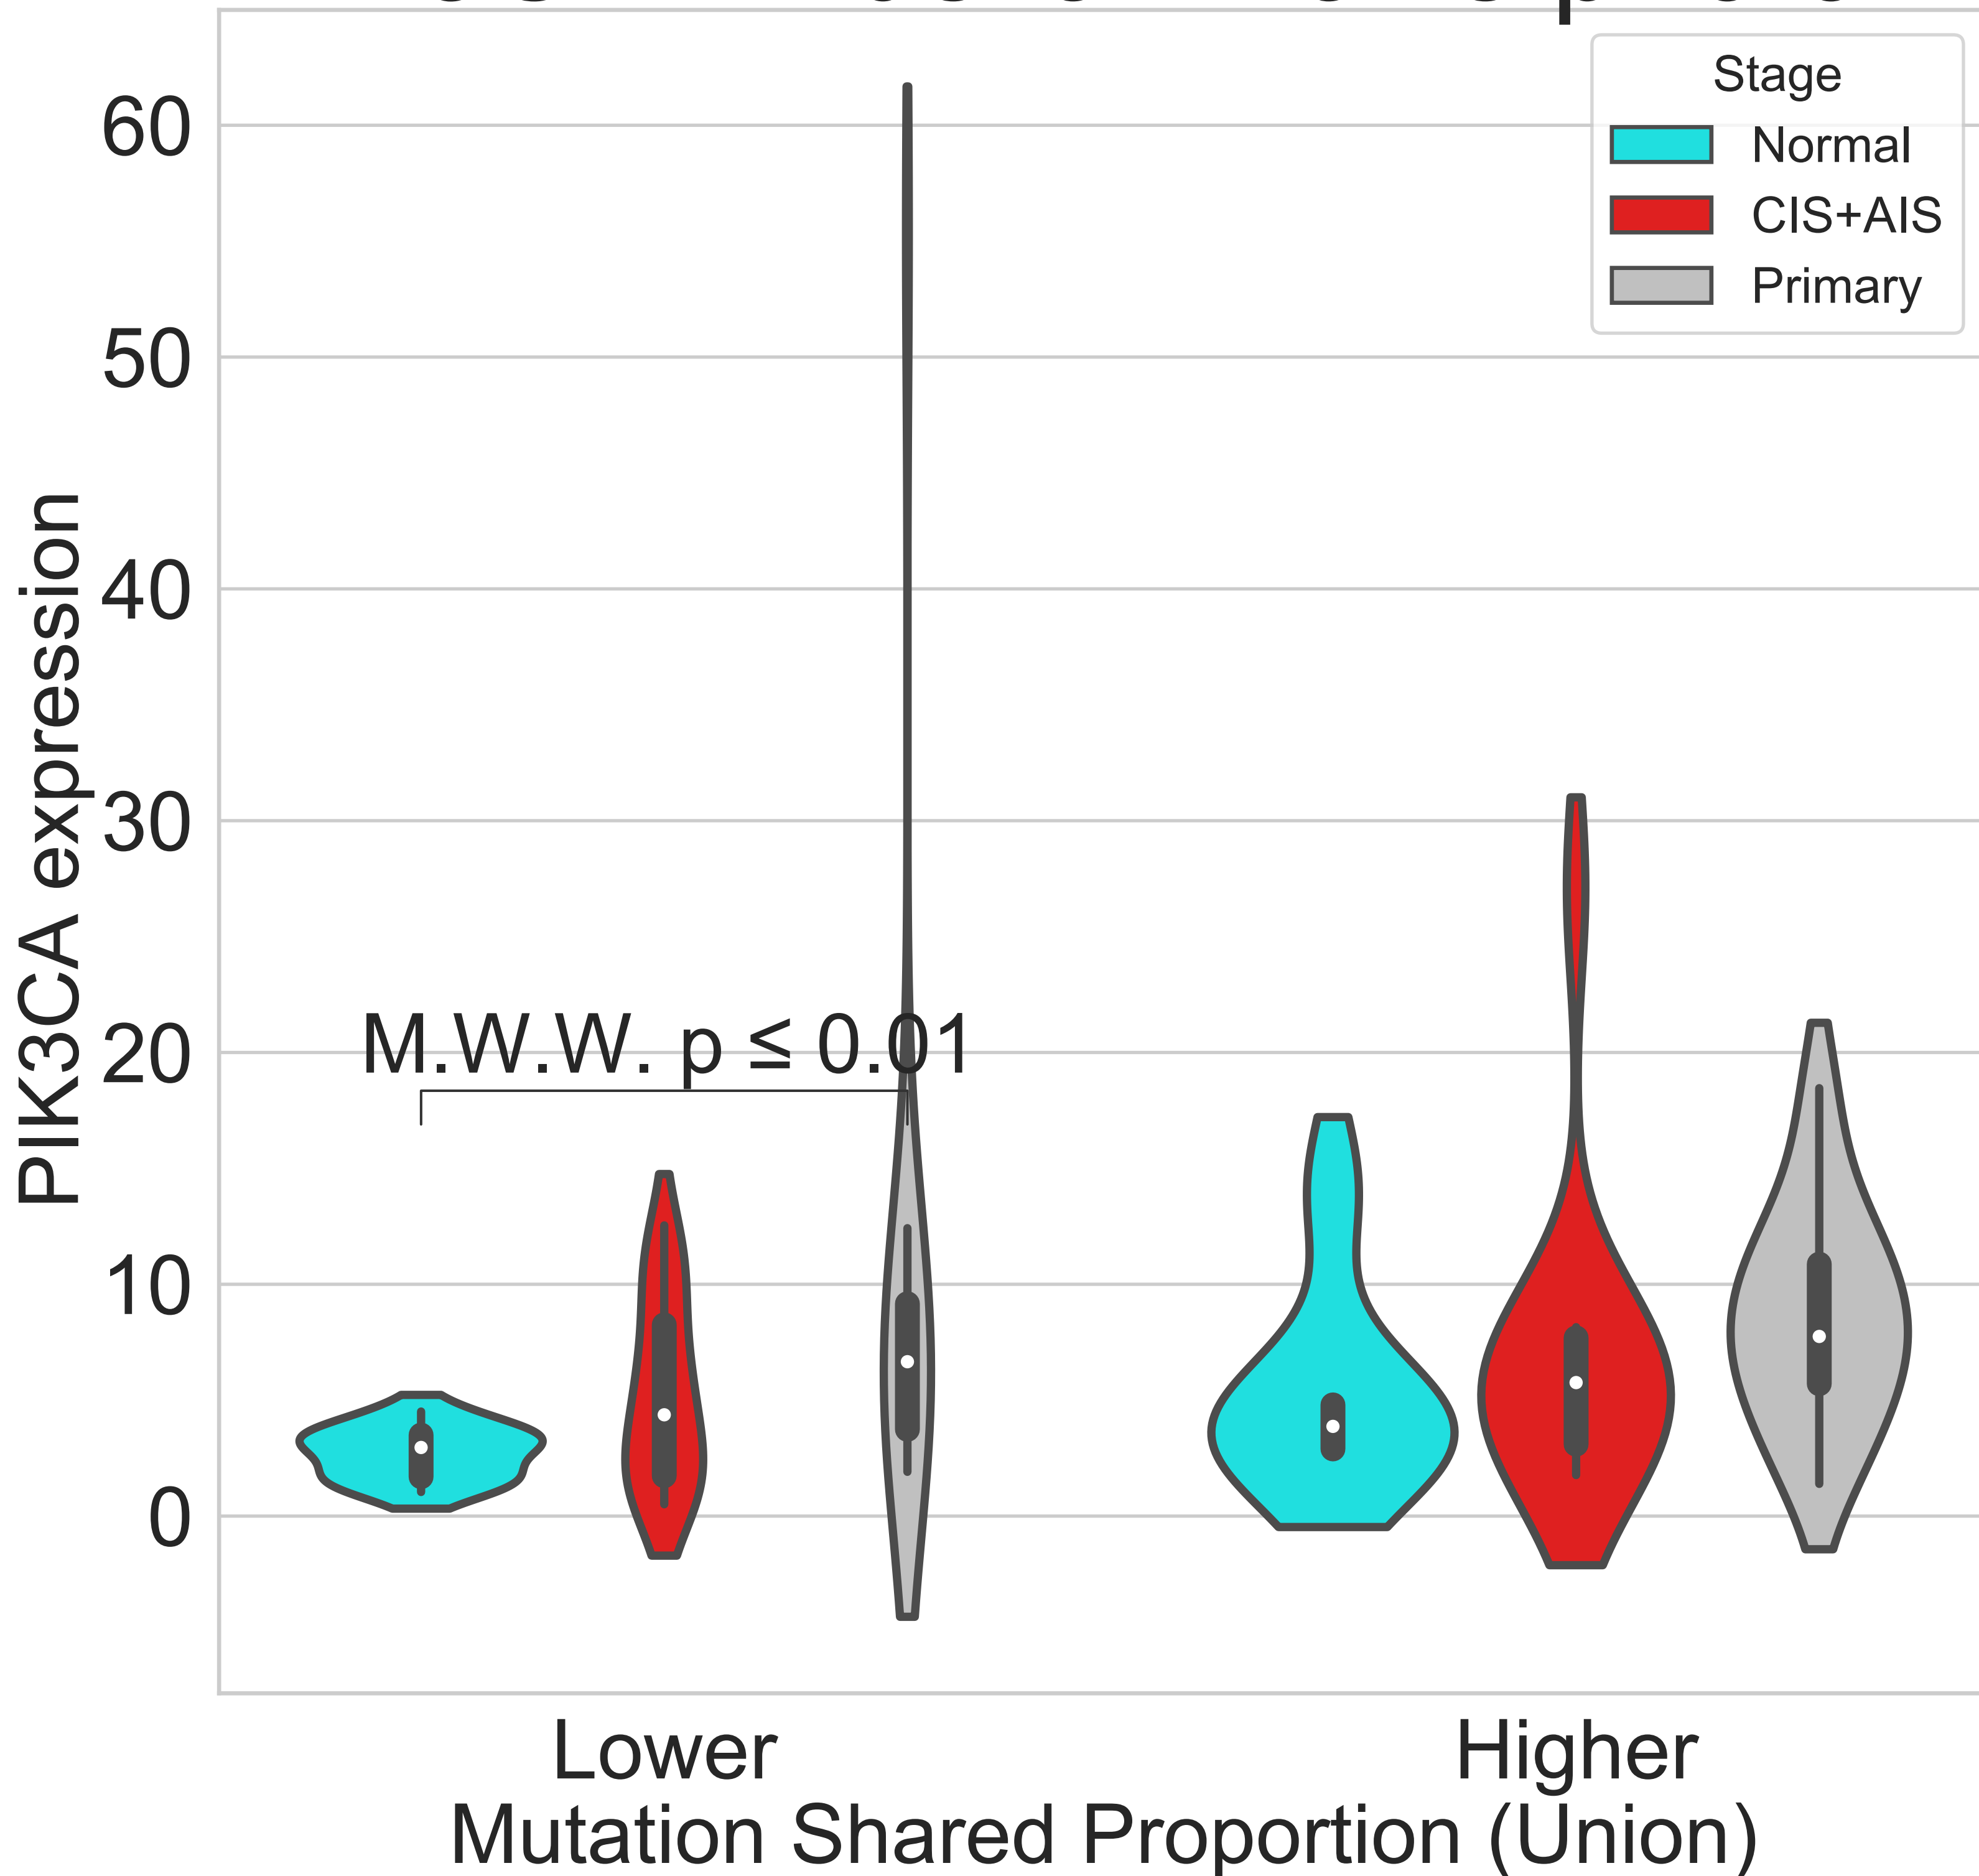 Stage
Normal
CIS+AIS
Primary
60
50
40
30
20
10
0
PIK3CA expression
M.W.W. p ≤ 0.01
Lower
Higher
Mutation Shared Proportion (Union)